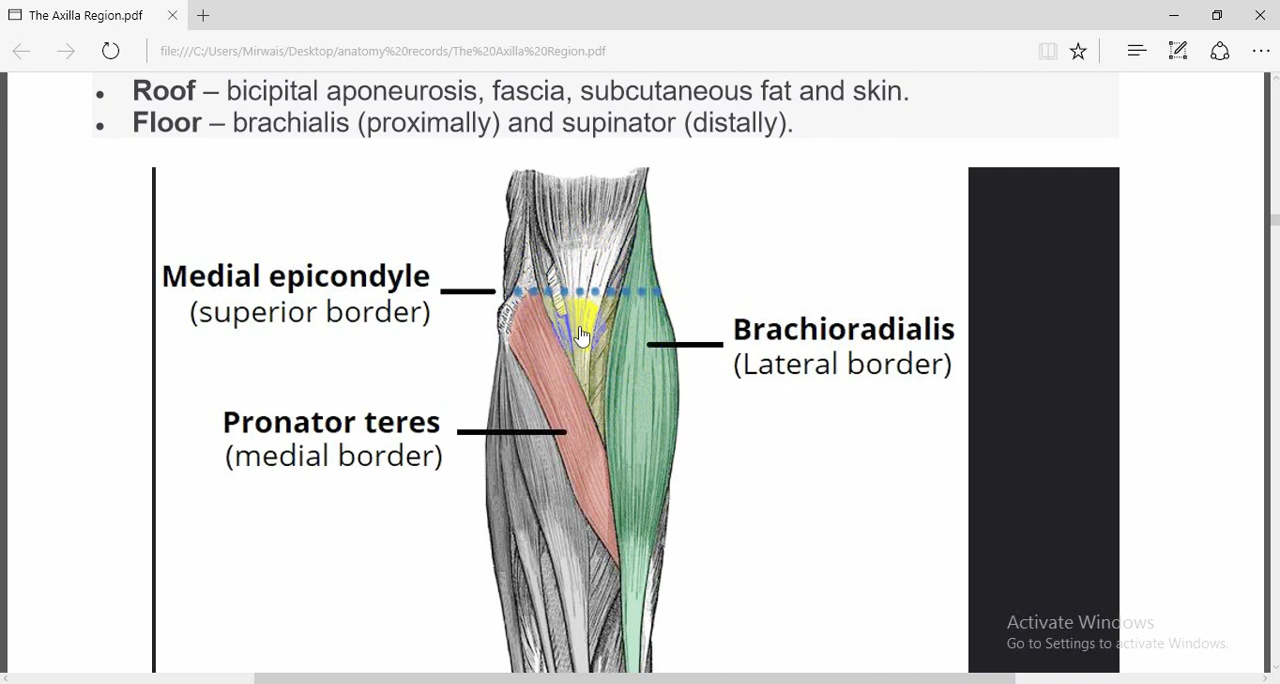 The Axilla Region.pdf
file:///C:/Users/Mirwais/Desktop/anatomy%20records/The%20Axilla%20Region.pdf
• Roof – bicipital aponeurosis, fascia, subcutaneous fat and skin.
• Floor – brachialis (proximally) and supinator (distally).
Medial epicondyle
(superior border)
Brachioradialis
(Lateral border)
Pronator teres
(medial border)
Activate Windows
Go to Settings to activate Windows.